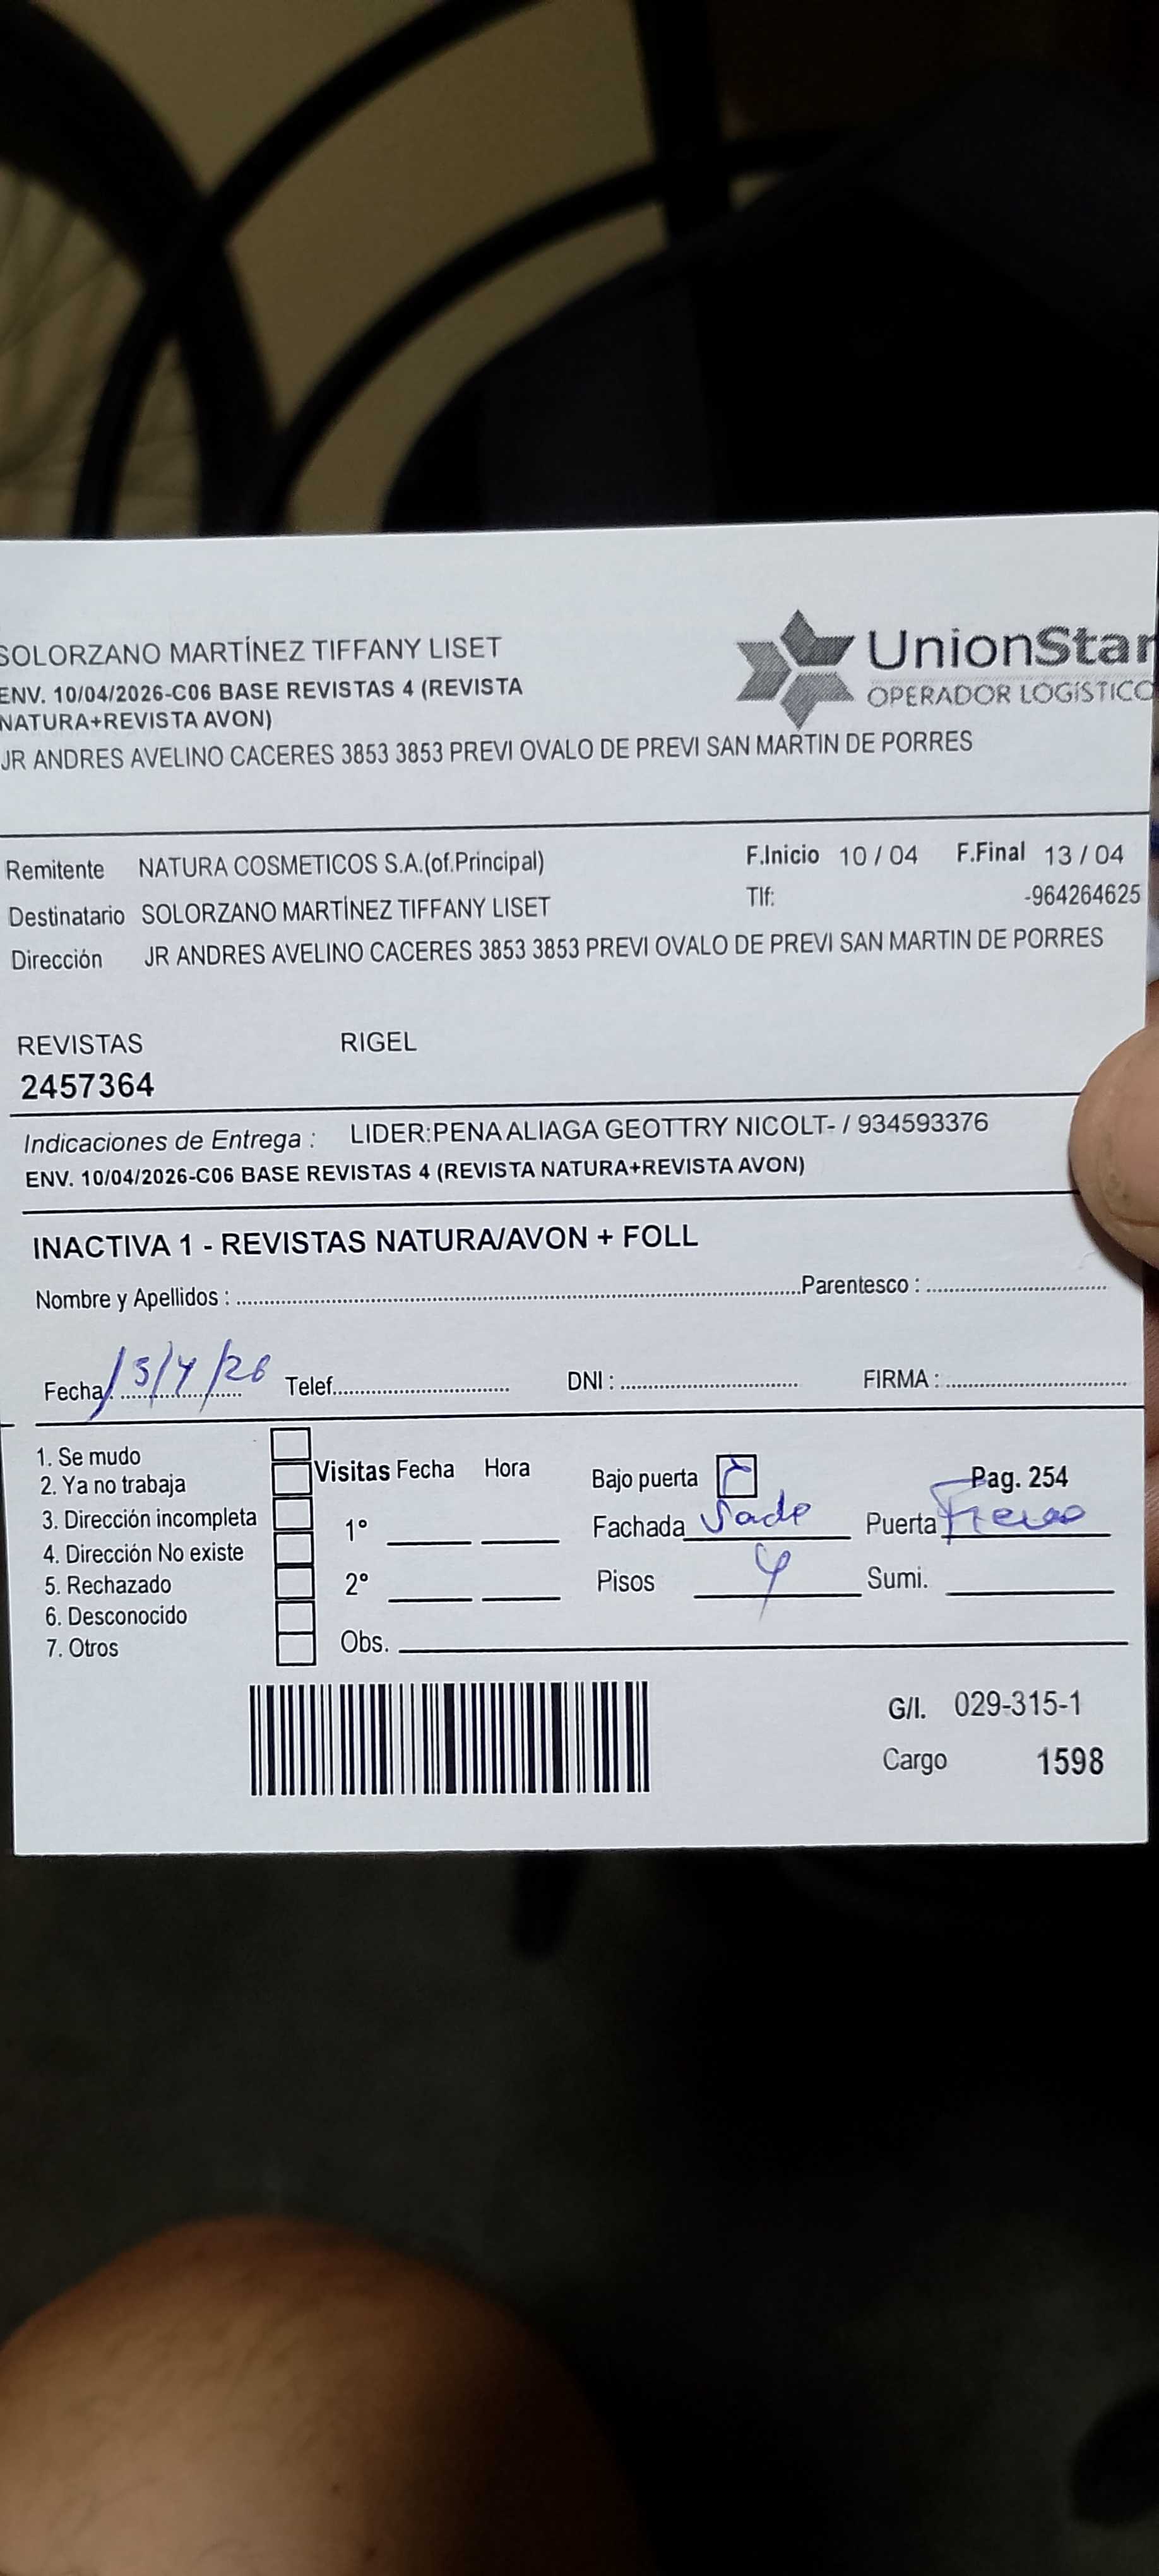 SOLORZANO MARTÍNEZ TIFFANY LISET
ENV. 10/04/2026-C06 BASE REVISTAS 4 (REVISTA
NATURA+REVISTA AVON)
JR ANDRES AVELINO CACERES 3853 3853 PREVI OVALO DE PREVI SAN MARTIN DE PORRES
UnionStar
OPERADOR LOGÍSTICO
Remitente NATURA COSMETICOS S.A.(of.Principal) F.Inicio 10 / 04 F.Final 13 / 04
Destinatario SOLORZANO MARTÍNEZ TIFFANY LISET Tlf: -964264625
Dirección JR ANDRES AVELINO CACERES 3853 3853 PREVI OVALO DE PREVI SAN MARTIN DE PORRES
REVISTAS RIGEL
2457364
Indicaciones de Entrega : LIDER:PENA ALIAGA GEOTTRY NICOLT- / 934593376
ENV. 10/04/2026-C06 BASE REVISTAS 4 (REVISTA NATURA+REVISTA AVON)
INACTIVA 1 - REVISTAS NATURA/AVON + FOLL
Nombre y Apellidos : Parentesco :
Fecha 13/4/26 Telef. DNI : FIRMA :
1. Se mudo
2. Ya no trabaja
3. Dirección incompleta
4. Dirección No existe
5. Rechazado
6. Desconocido
7. Otros
Visitas Fecha Hora
1°
2°
Obs.
Bajo puerta Pag. 254
Fachada Puerta
Pisos 4 Sumi.
G/I. 029-315-1
Cargo 1598